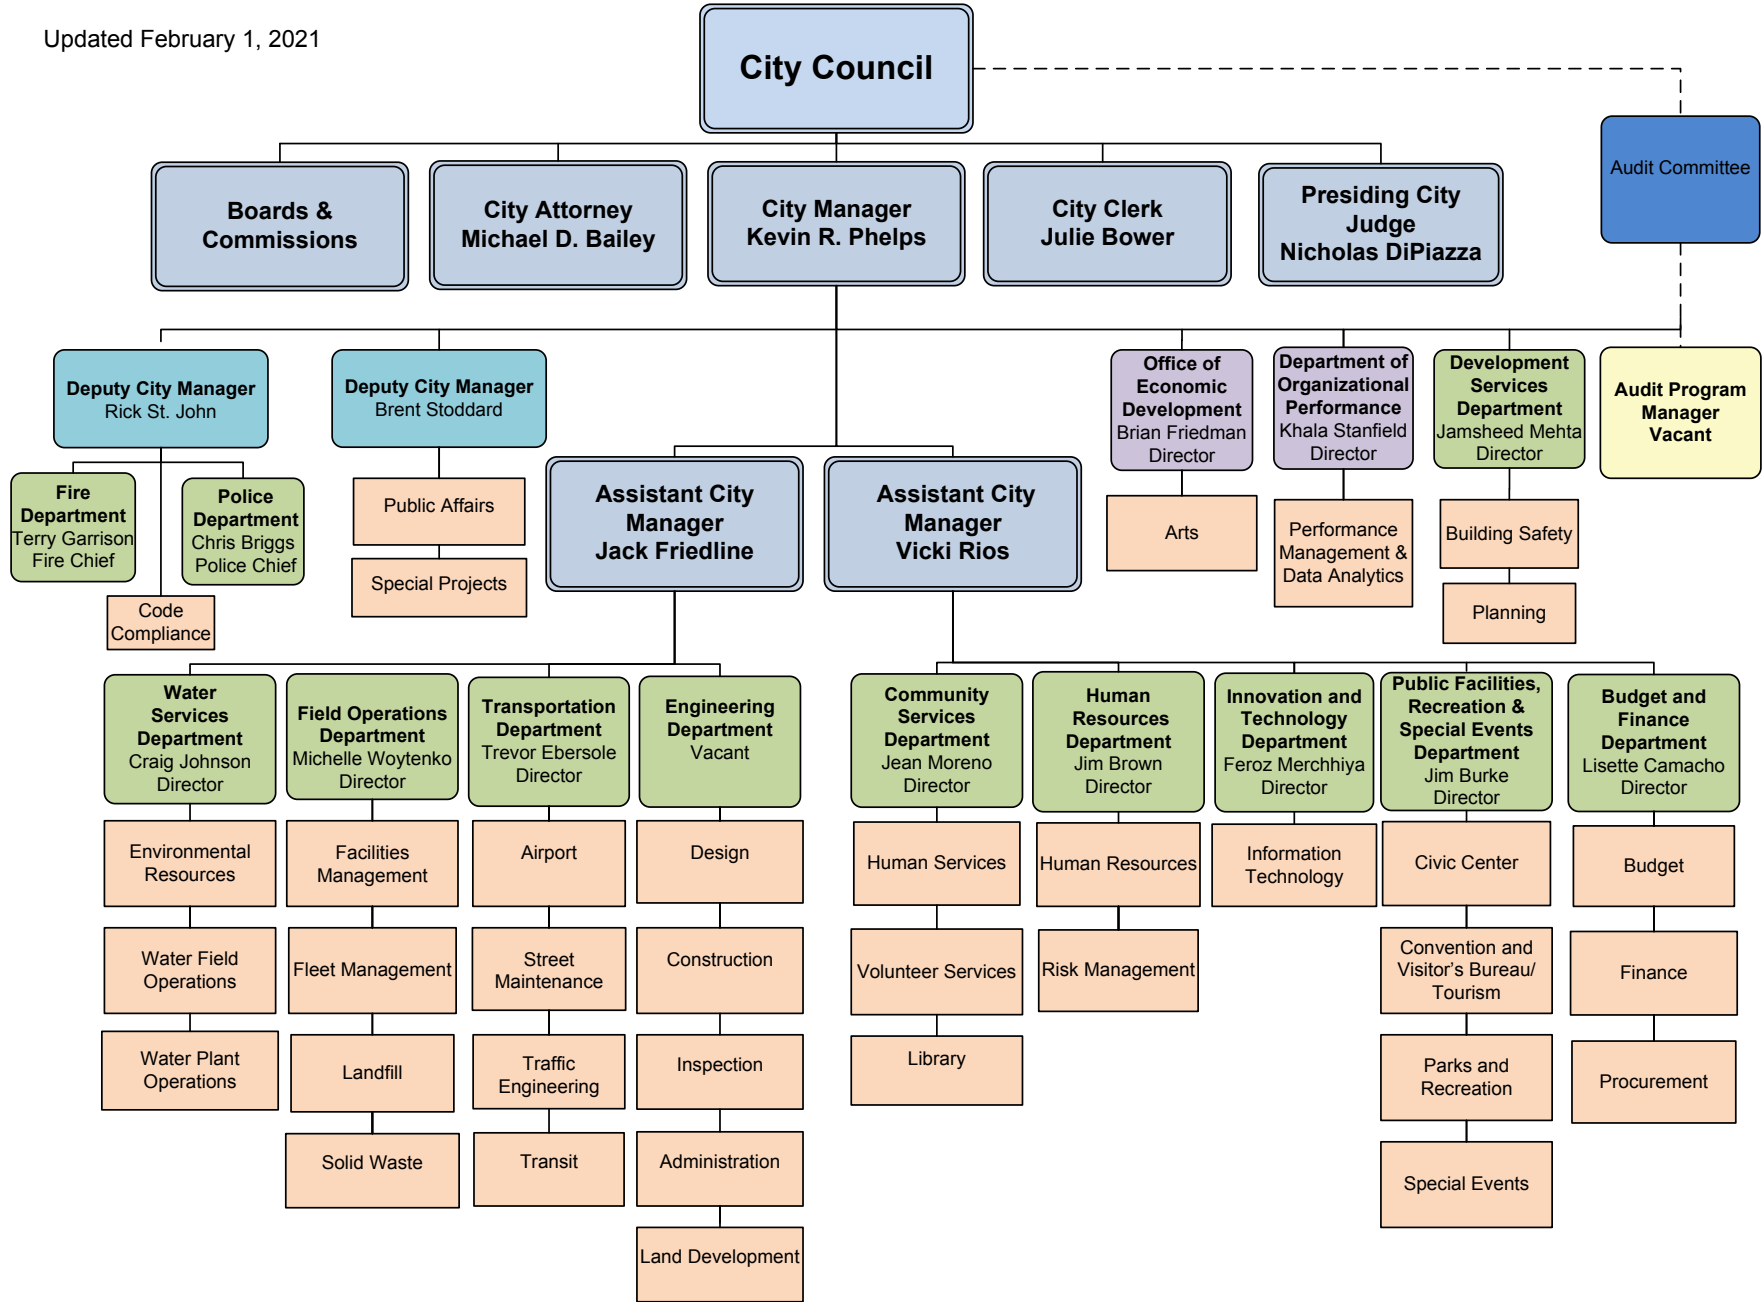 Updated February 1, 2021
City Council
Audit Committee
Boards &
Commissions
City Attorney
Michael D. Bailey
City Manager
Kevin R. Phelps
City Clerk
Julie Bower
Presiding City
Judge
Nicholas DiPiazza
Deputy City Manager
Rick St. John
Deputy City Manager
Brent Stoddard
Office of
Economic
Development
Brian Friedman
Director
Department of
Organizational
Performance
Khala Stanfield
Director
Development
Services
Department
Jamsheed Mehta
Director
Audit Program
Manager
Vacant
Fire
Department
Terry Garrison
Fire Chief
Police
Department
Chris Briggs
Police Chief
Code
Compliance
Public Affairs
Special Projects
Assistant City
Manager
Jack Friedline
Assistant City
Manager
Vicki Rios
Arts
Performance
Management &
Data Analytics
Building Safety
Planning
Water
Services
Department
Craig Johnson
Director
Field Operations
Department
Michelle Woytenko
Director
Transportation
Department
Trevor Ebersole
Director
Engineering
Department
Vacant
Community
Services
Department
Jean Moreno
Director
Human
Resources
Department
Jim Brown
Director
Innovation and
Technology
Department
Feroz Merchhiya
Director
Public Facilities,
Recreation &
Special Events
Department
Jim Burke
Director
Budget and
Finance
Department
Lisette Camacho
Director
Environmental
Resources
Water Field
Operations
Water Plant
Operations
Facilities
Management
Fleet Management
Landfill
Solid Waste
Airport
Street
Maintenance
Traffic
Engineering
Transit
Design
Construction
Inspection
Administration
Land Development
Human Services
Volunteer Services
Library
Human Resources
Risk Management
Information
Technology
Civic Center
Convention and
Visitor's Bureau/
Tourism
Parks and
Recreation
Special Events
Budget
Finance
Procurement